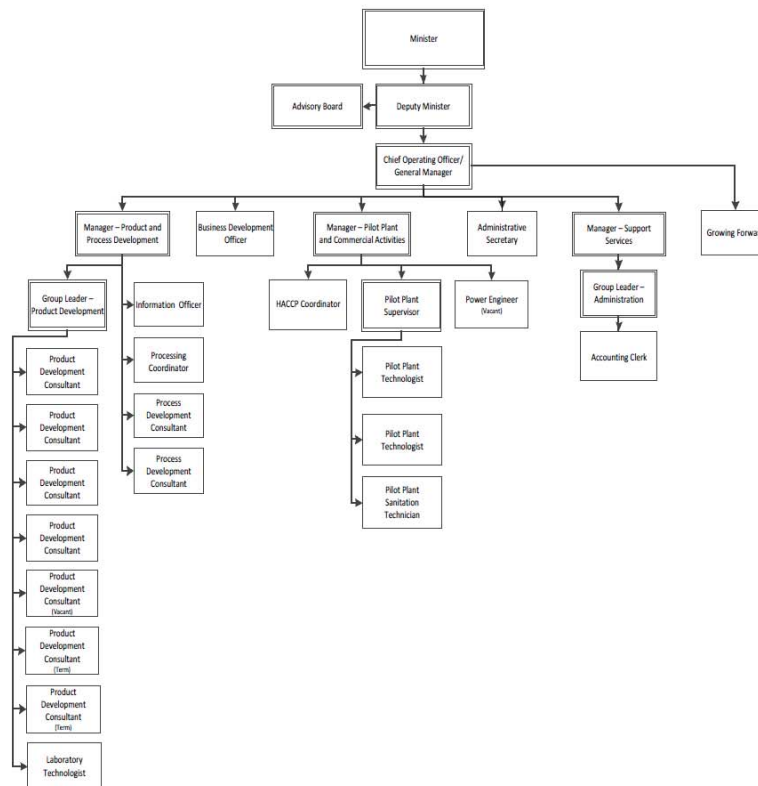 Minister
Advisory Board
Deputy Minister
Chief Operating Officer/
General Manager
Manager – Product and
Process Development
Business Development
Officer
Manager – Pilot Plant
and Commercial Activities
Administrative
Secretary
Manager – Support
Services
Growing Forward
Group Leader –
Product Development
Information Officer
HACCP Coordinator
Pilot Plant
Supervisor
Power Engineer
(Vacant)
Group Leader –
Administration
Product
Development
Consultant
Processing
Coordinator
Pilot Plant
Technologist
Accounting Clerk
Product
Development
Consultant
Process
Development
Consultant
Pilot Plant
Technologist
Product
Development
Consultant
Process
Development
Consultant
Pilot Plant
Sanitation
Technician
Product
Development
Consultant
Product
Development
Consultant
(Vacant)
Product
Development
Consultant
(Term)
Product
Development
Consultant
(Term)
Laboratory
Technologist